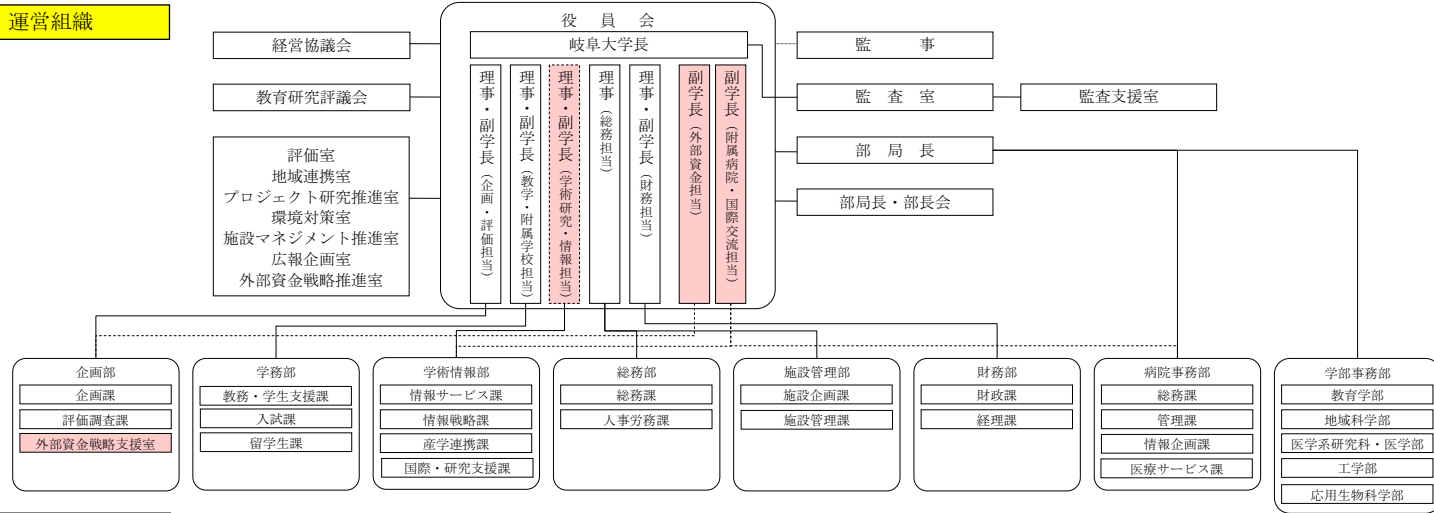 運営組織
役　員　会
岐阜大学長
経営協議会
教育研究評議会
評価室
地域連携室
プロジェクト研究推進室
環境対策室
施設マネジメント推進室
広報企画室
外部資金戦略推進室
理事・副学長（企画・評価担当）
理事・副学長（教学・附属学校担当）
理事・副学長（学術研究・情報担当）
理事（総務担当）
理事・副学長（財務担当）
副学長（外部資金担当）
副学長（附属病院・国際交流担当）
監　　事
監　査　室
監査支援室
部　局　長
部局長・部長会
企画部
企画課
評価調査課
外部資金戦略支援室
学務部
教務・学生支援課
入試課
留学生課
学術情報部
情報サービス課
情報戦略課
産学連携課
国際・研究支援課
総務部
総務課
人事労務課
施設管理部
施設企画課
施設管理課
財務部
財政課
経理課
病院事務部
総務課
管理課
情報企画課
医療サービス課
学部事務部
教育学部
地域科学部
医学系研究科・医学部
工学部
応用生物科学部